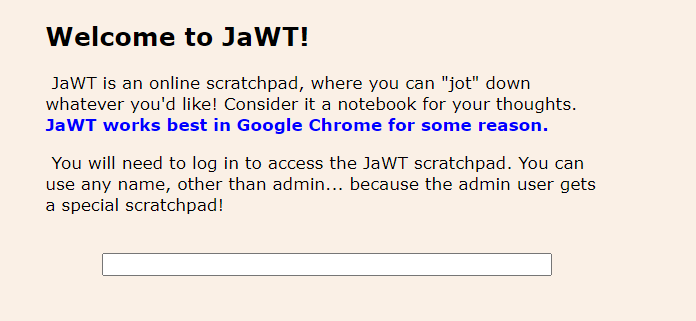 Welcome to JaWT!
JaWT is an online scratchpad, where you can "jot" down
whatever you'd like! Consider it a notebook for your thoughts.
JaWT works best in Google Chrome for some reason.
You will need to log in to access the JaWT scratchpad. You can
use any name, other than admin... because the admin user gets
a special scratchpad!